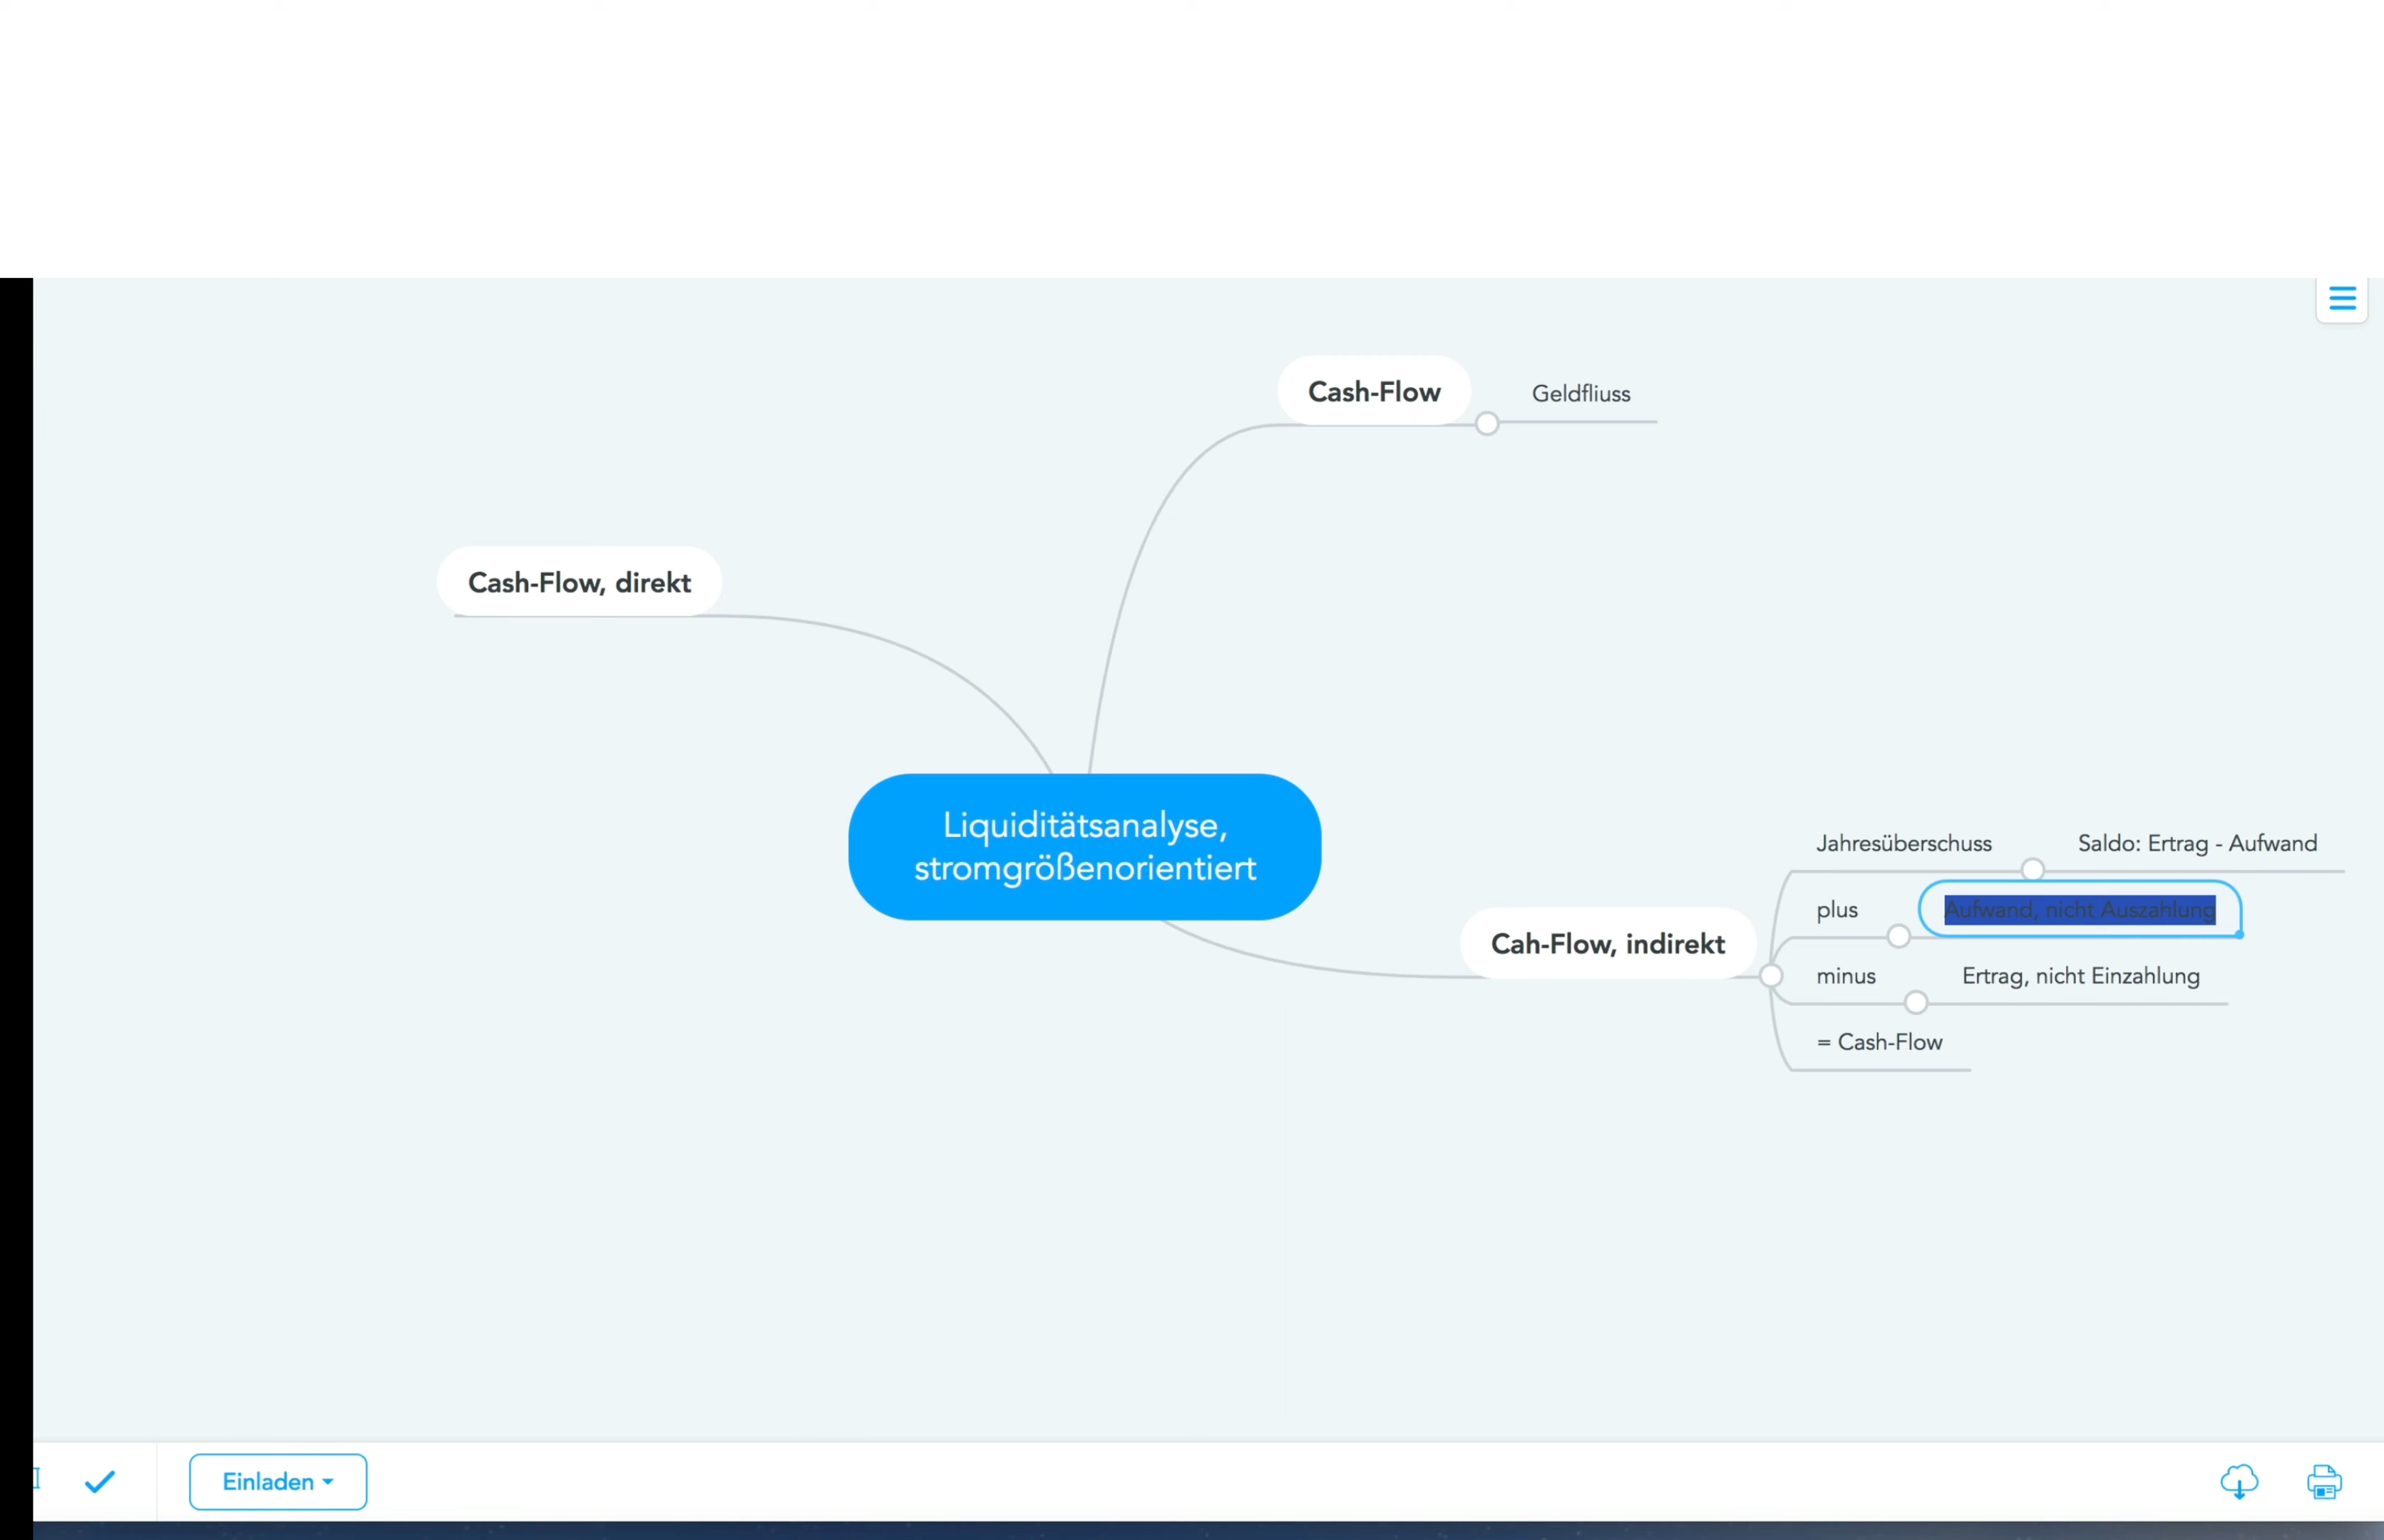 Cash-Flow
Geldfliuss
Cash-Flow, direkt
Liquiditätsanalyse,
stromgrößenorientiert
Cah-Flow, indirekt
Jahresüberschuss
Saldo: Ertrag - Aufwand
plus
Aufwand, nicht Auszahlung
minus
Ertrag, nicht Einzahlung
= Cash-Flow
Einladen